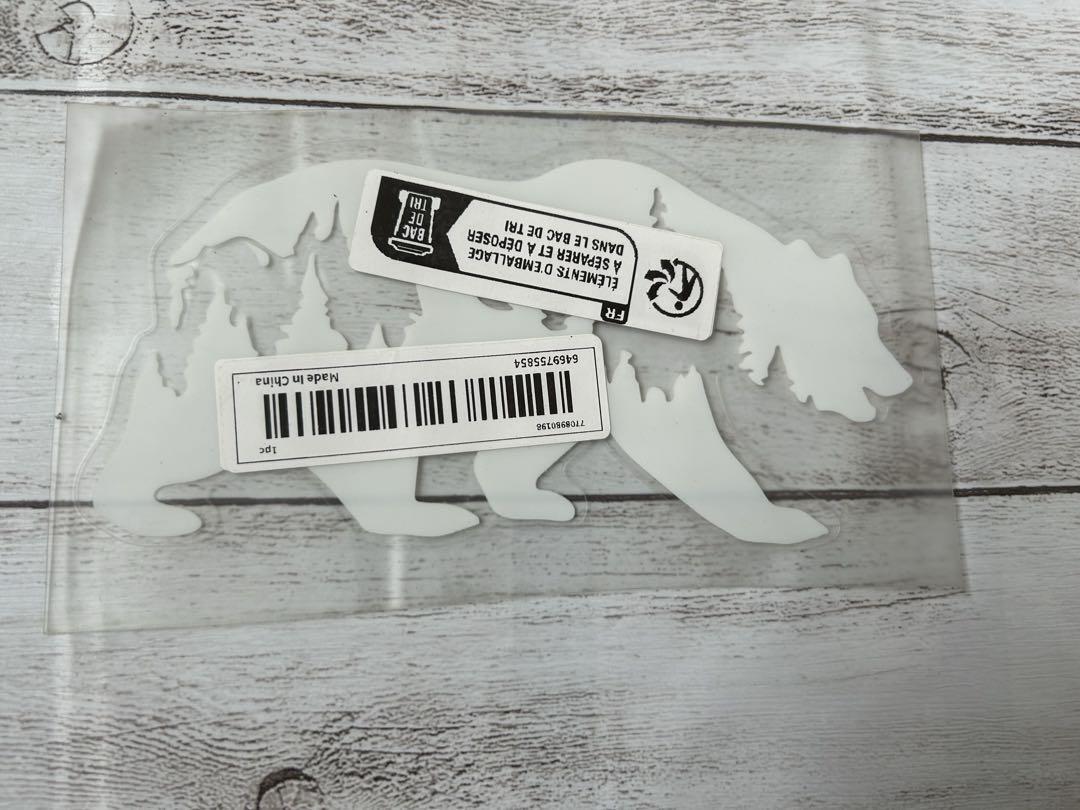 FR
ÉLÉMENTS D'EMBALLAGE
À SÉPARER ET À DÉPOSER
DANS LE BAC DE TRI
BAC
DE
TRI
7708980198
1pc
6469755854
Made In China